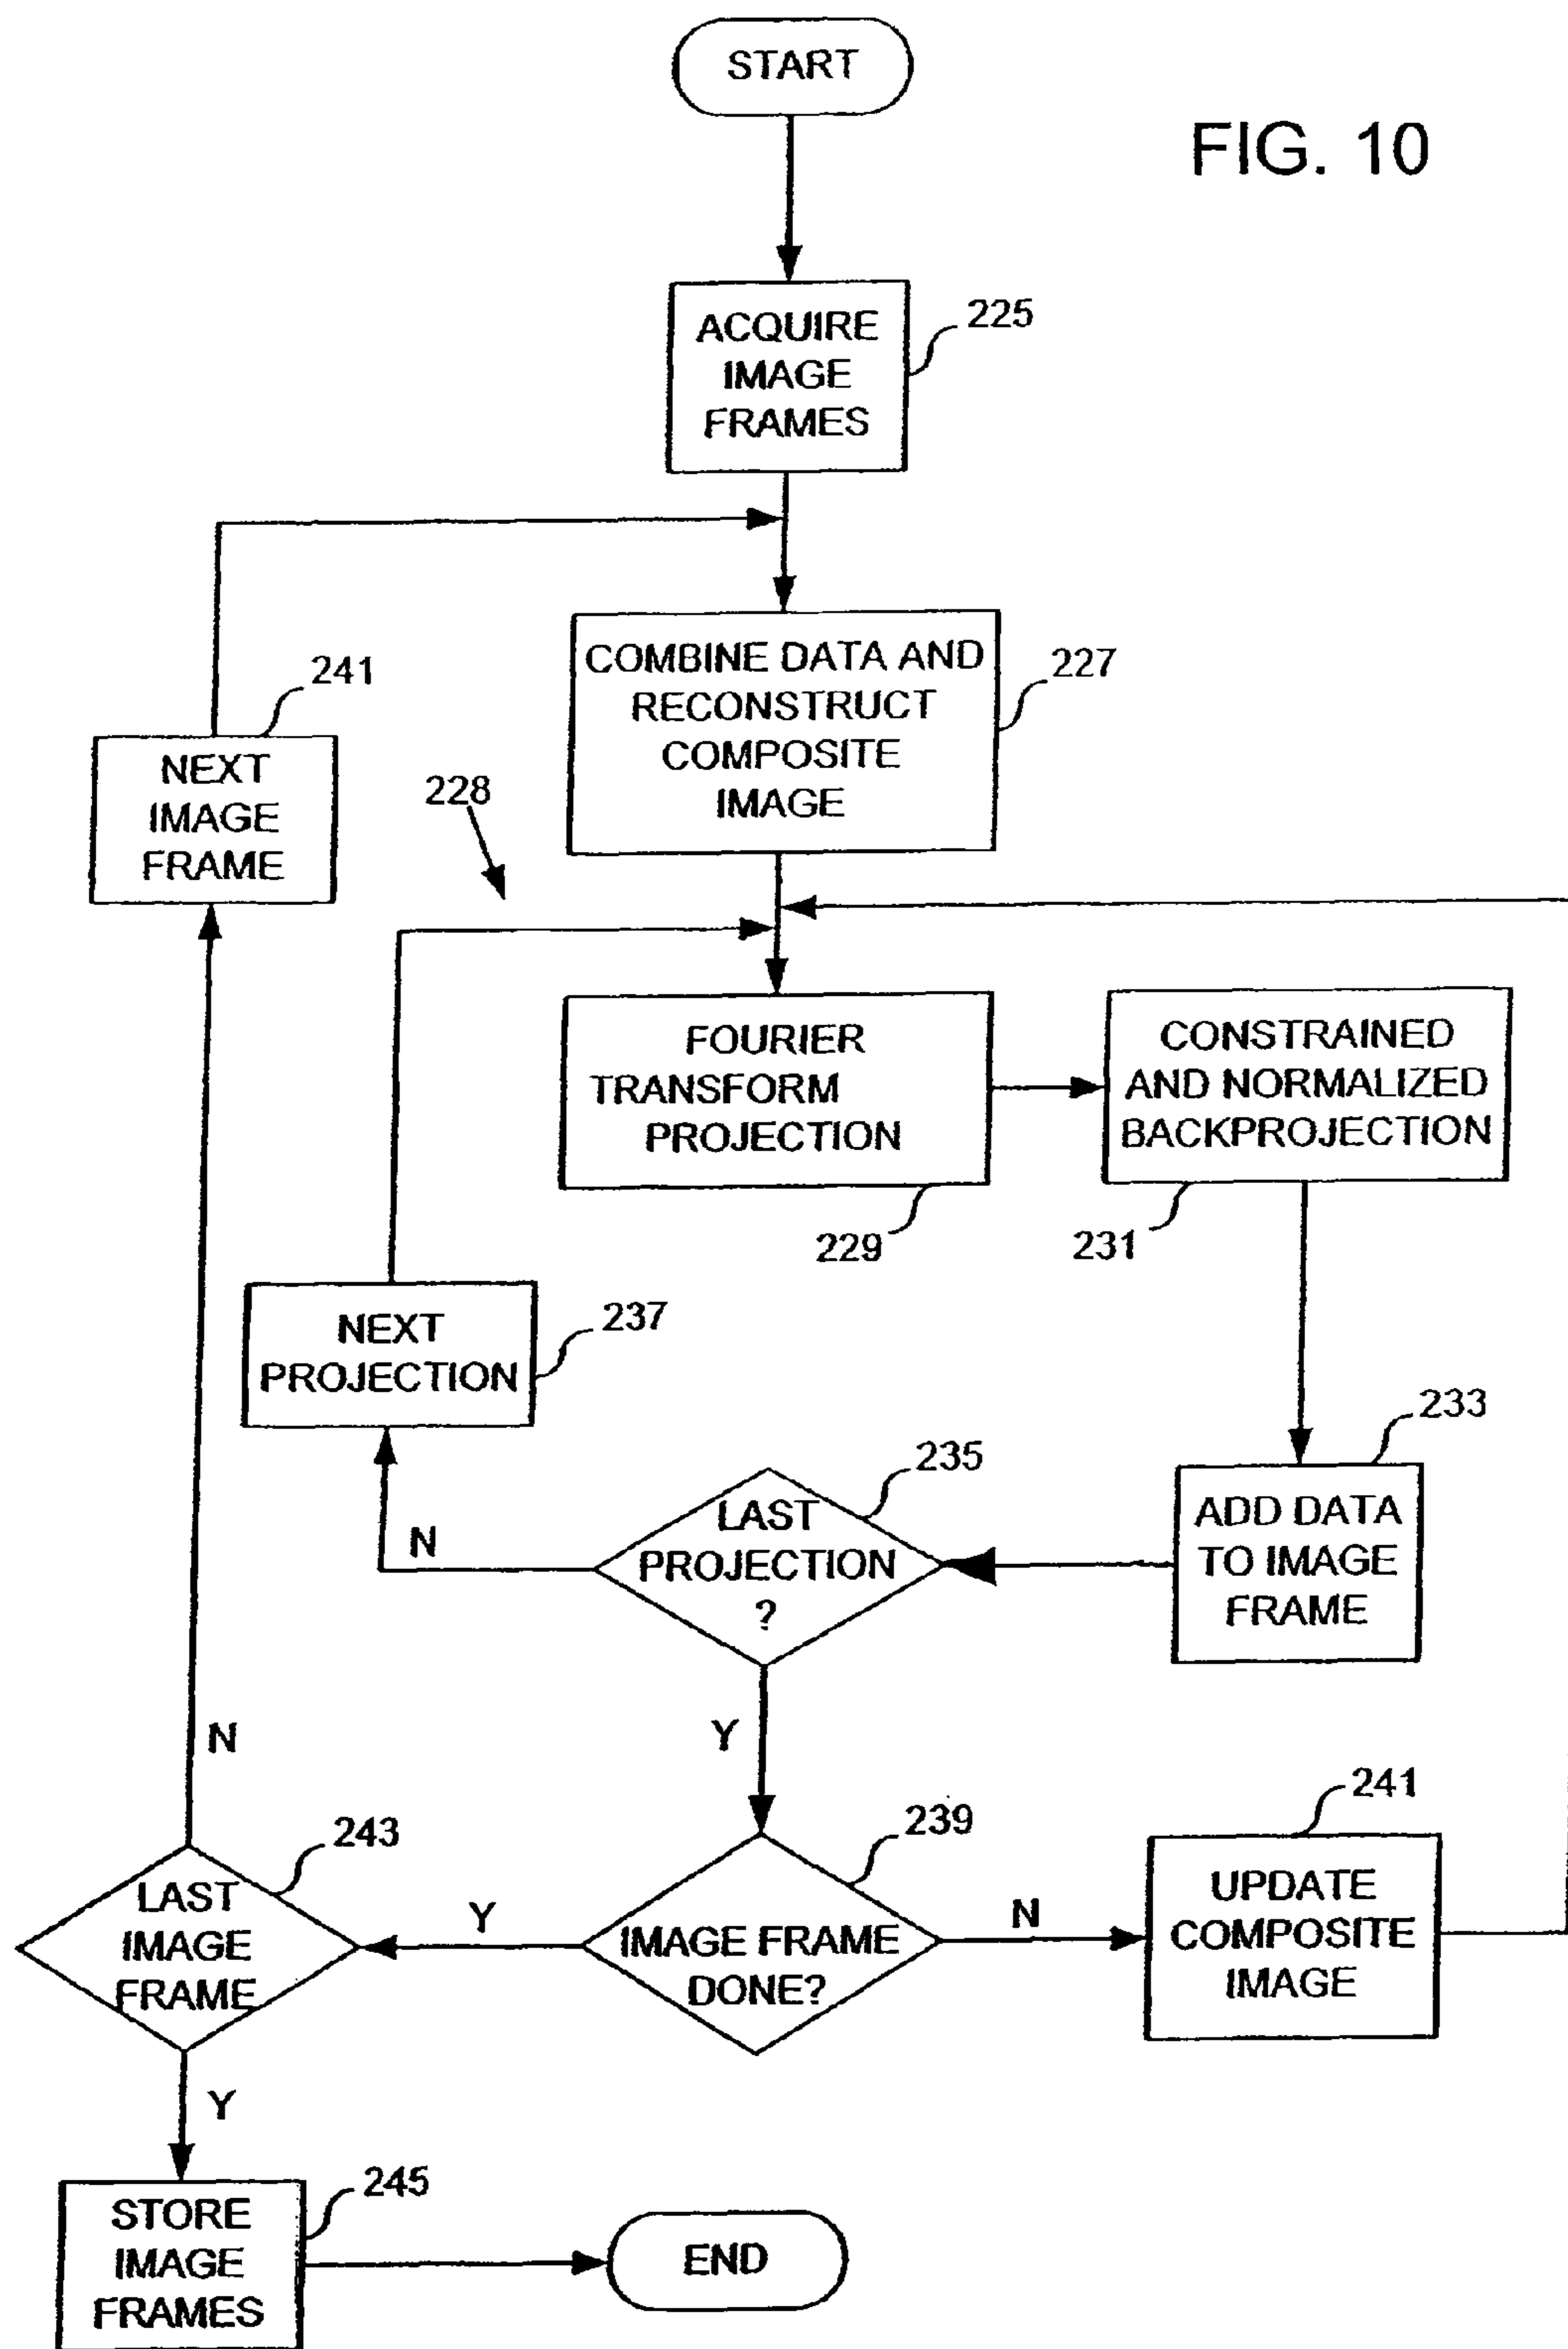 START
FIG. 10
ACQUIRE
IMAGE
FRAMES
225
COMBINE DATA AND
RECONSTRUCT
COMPOSITE
IMAGE
227
241
NEXT
IMAGE
FRAME
228
FOURIER
TRANSFORM
PROJECTION
229
CONSTRAINED
AND NORMALIZED
BACKPROJECTION
231
NEXT
PROJECTION
237
233
ADD DATA
TO IMAGE
FRAME
235
LAST
PROJECTION
?
N
Y
N
239
IMAGE FRAME
DONE?
N
Y
241
UPDATE
COMPOSITE
IMAGE
243
LAST
IMAGE
FRAME
Y
STORE
IMAGE
FRAMES
245
END